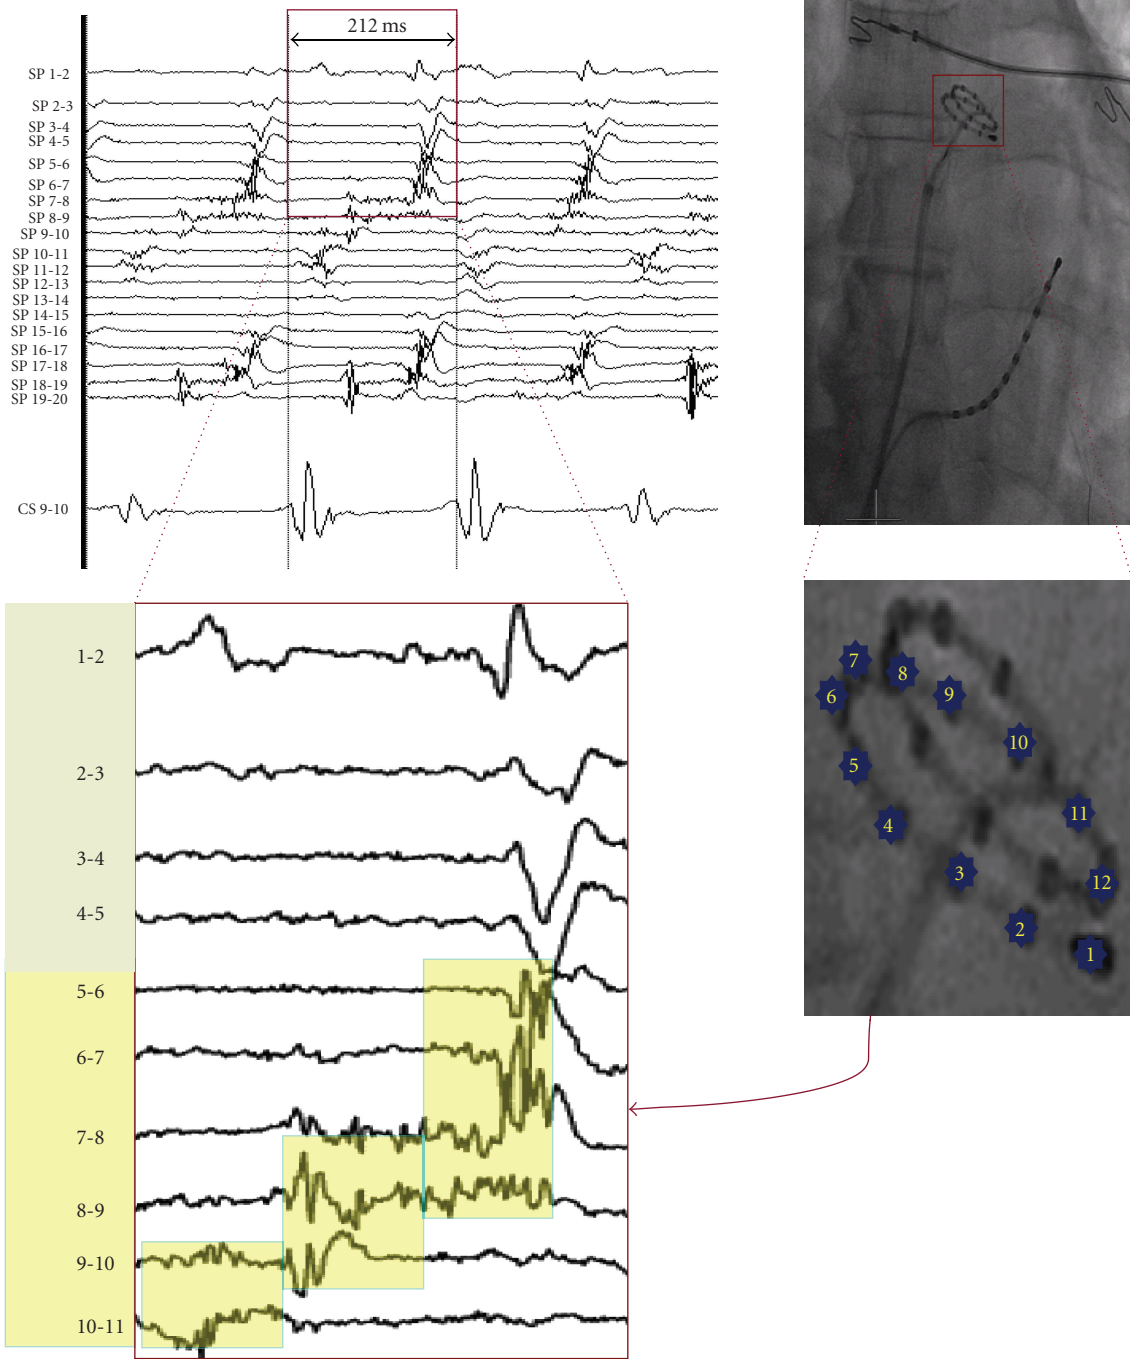 212 ms
SP 1-2
SP 2-3
SP 3-4
SP 4-5
SP 5-6
SP 6-7
SP 7-8
SP 8-9
SP 9-10
SP 10-11
SP 11-12
SP 12-13
SP 13-14
SP 14-15
SP 15-16
SP 16-17
SP 17-18
SP 18-19
SP 19-20
CS 9-10
1-2
2-3
3-4
4-5
5-6
6-7
7-8
8-9
9-10
10-11
7
8
6
9
10
5
11
4
3
12
2
1